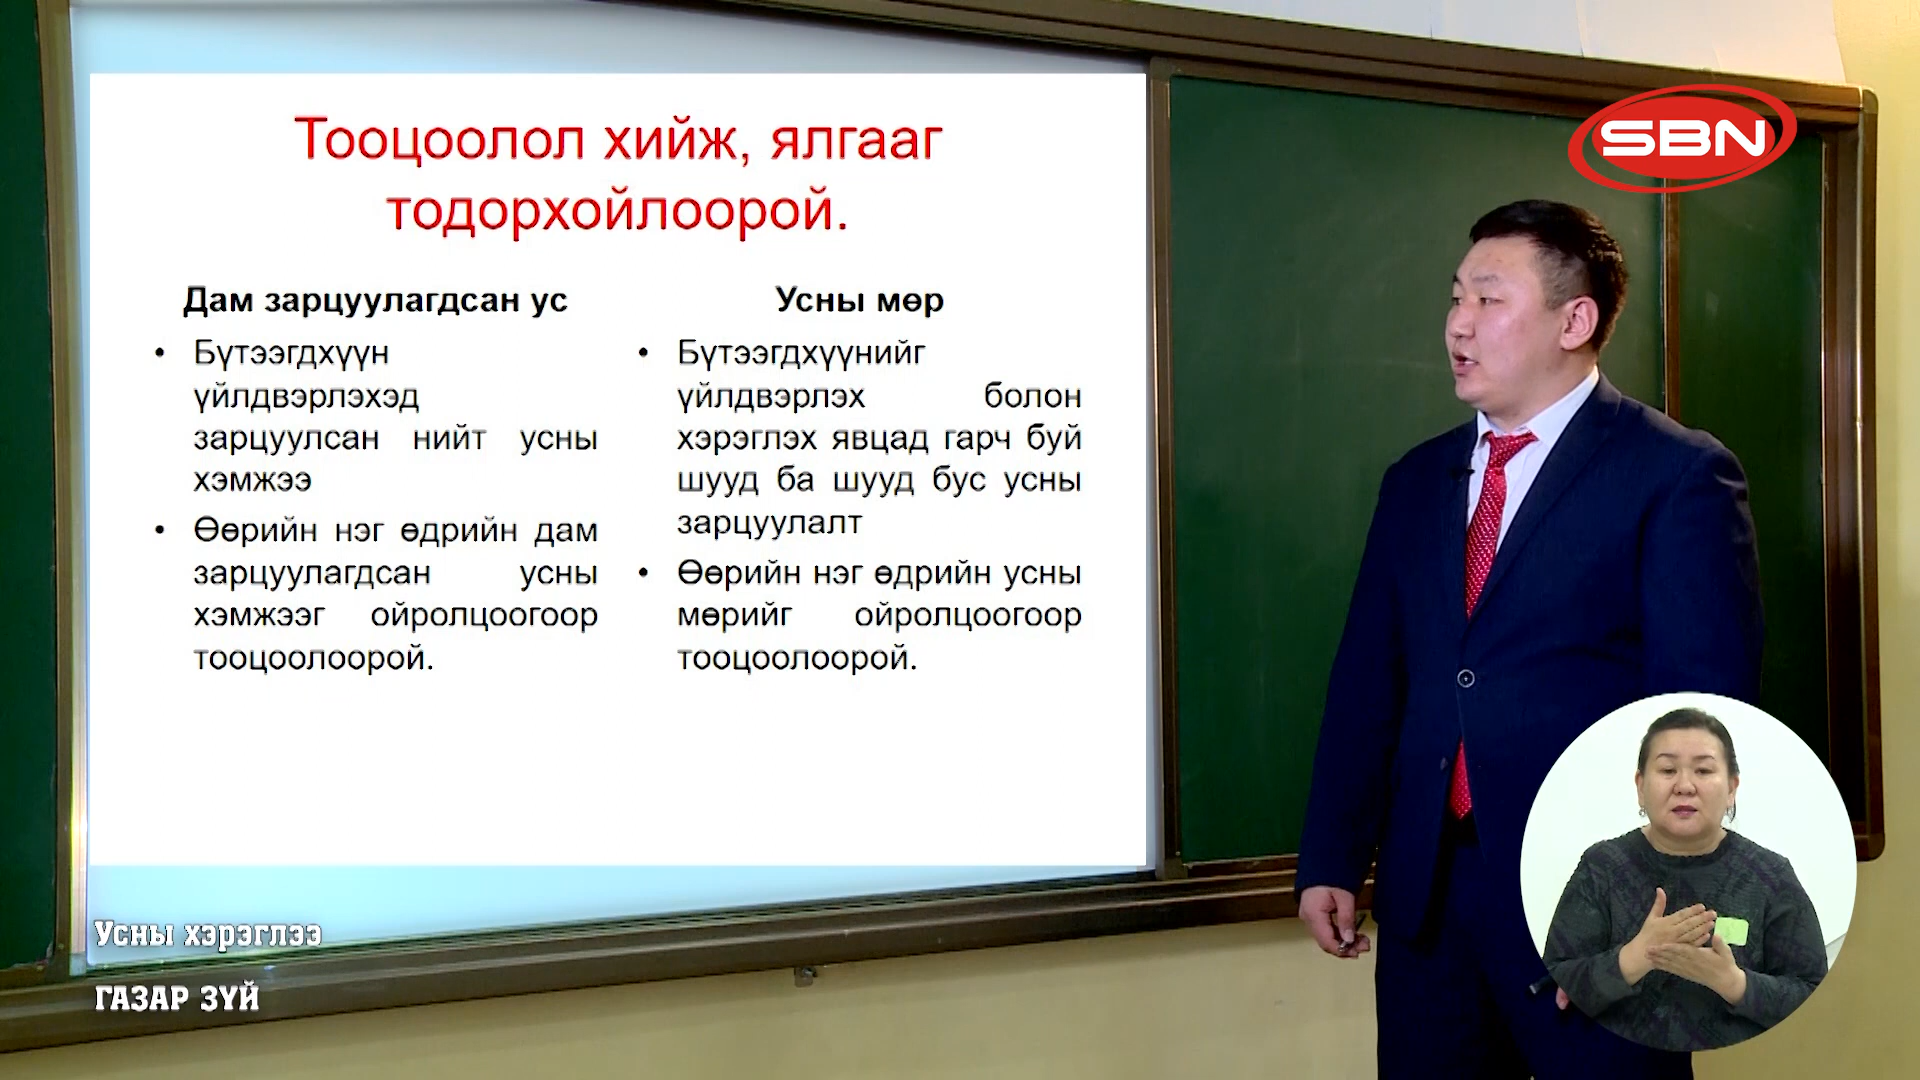 Тооцоолол хийж, ялгааг
тодорхойлоорой.
Дам зарцуулагдсан ус
• Бүтээгдхүүн
үйлдвэрлэхэд
зарцуулсан нийт усны
хэмжээ
• Өөрийн нэг өдрийн дам
зарцуулагдсан усны
хэмжээг ойролцоогоор
тооцоолоорой.
Усны мөр
• Бүтээгдхүүнийг
үйлдвэрлэх болон
хэрэглэх явцад гарч буй
шууд ба шууд бус усны
зарцуулалт
• Өөрийн нэг өдрийн усны
мөрийг ойролцоогоор
тооцоолоорой.
SBN
Усны хэрэглээ
ГАЗАР ЗҮЙ